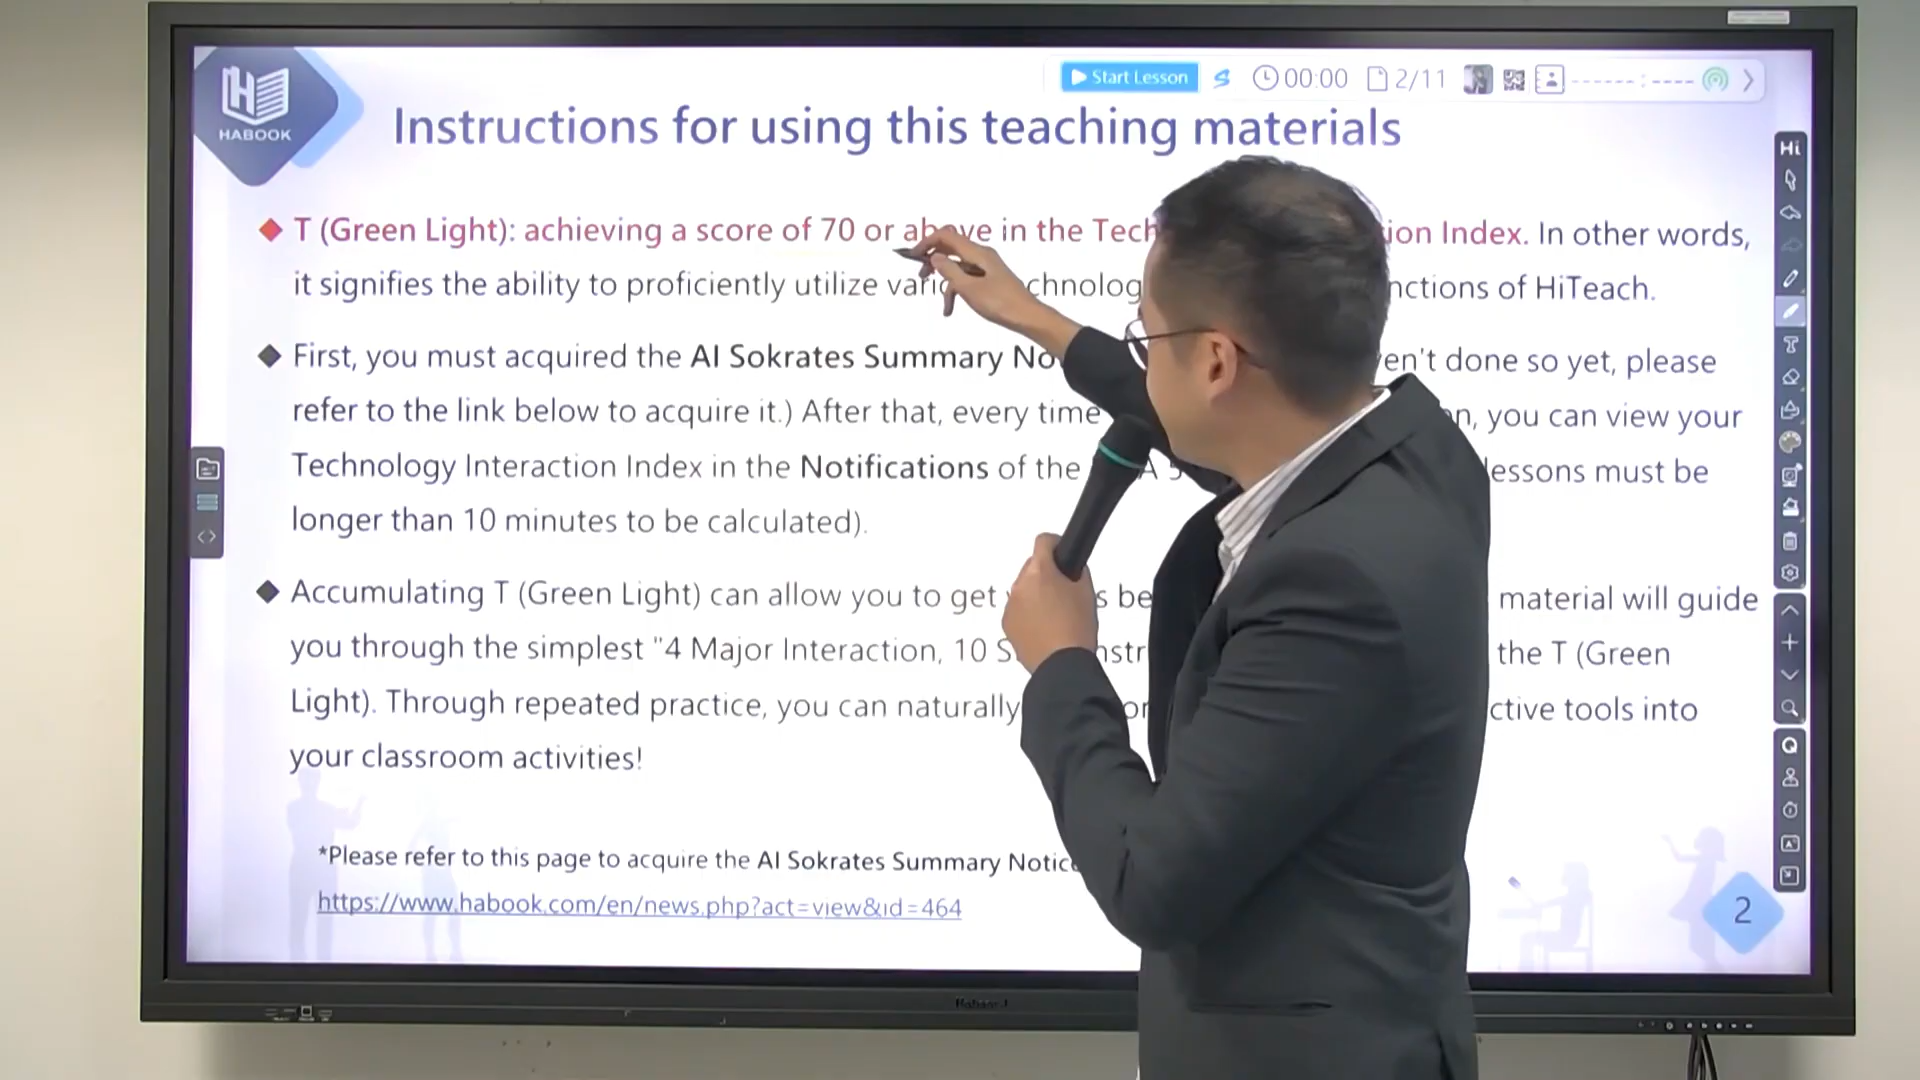 HABOOK
Start Lesson 00:00 2/11
Instructions for using this teaching materials
Hi
T (Green Light): achieving a score of 70 or above in the Tech ion Index. In other words,
it signifies the ability to proficiently utilize nctions of HiTeach.
First, you must acquired the AI Sokrates Summary en't done so yet, please
refer to the link below to acquire it.) After that, every time you can view your
Technology Interaction Index in the Notifications of the lessons must be
longer than 10 minutes to be calculated).
Accumulating T (Green Light) can allow you to get material will guide
you through the simplest "4 Major Interaction, 10 the T (Green
Light). Through repeated practice, you can naturally ctive tools into
your classroom activities!
*Please refer to this page to acquire the AI Sokrates Summary Notic
https://www.habook.com/en/news.php?act=view&id=464
2